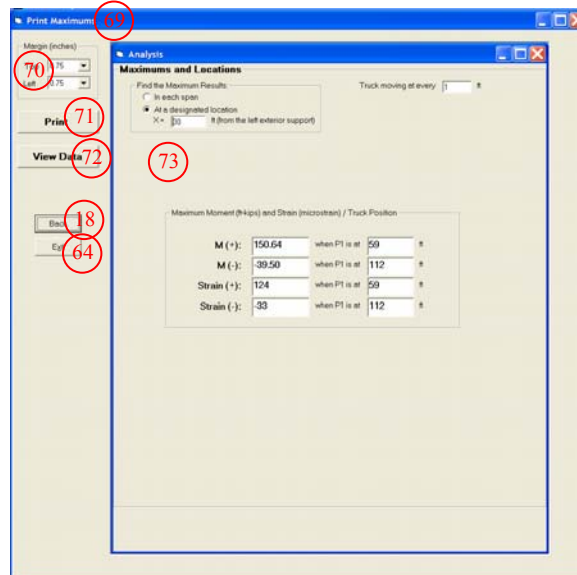 Print Maximums
69
Margin (inches)
70
0.75
Left
0.75
Print
71
View Data
72
Back
18
Exit
64
Analysis
Maximums and Locations
Find the Maximum Results
In each span
At a designated location
X = 30 ft (from the left exterior support)
Truck moving at every 1 ft
73
Maximum Moment (ft-kips) and Strain (microstrain) / Truck Position
M (+): 150.64 when P1 is at 59 ft
M (-): -39.50 when P1 is at 112 ft
Strain (+): 124 when P1 is at 59 ft
Strain (-): -33 when P1 is at 112 ft